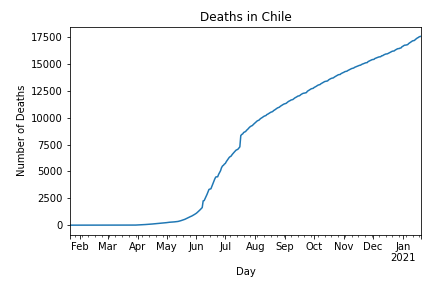 Deaths in Chile
17500
15000
12500
10000
7500
5000
2500
0
Number of Deaths
Feb Mar Apr May Jun Jul Aug Sep Oct Nov Dec Jan
2021
Day